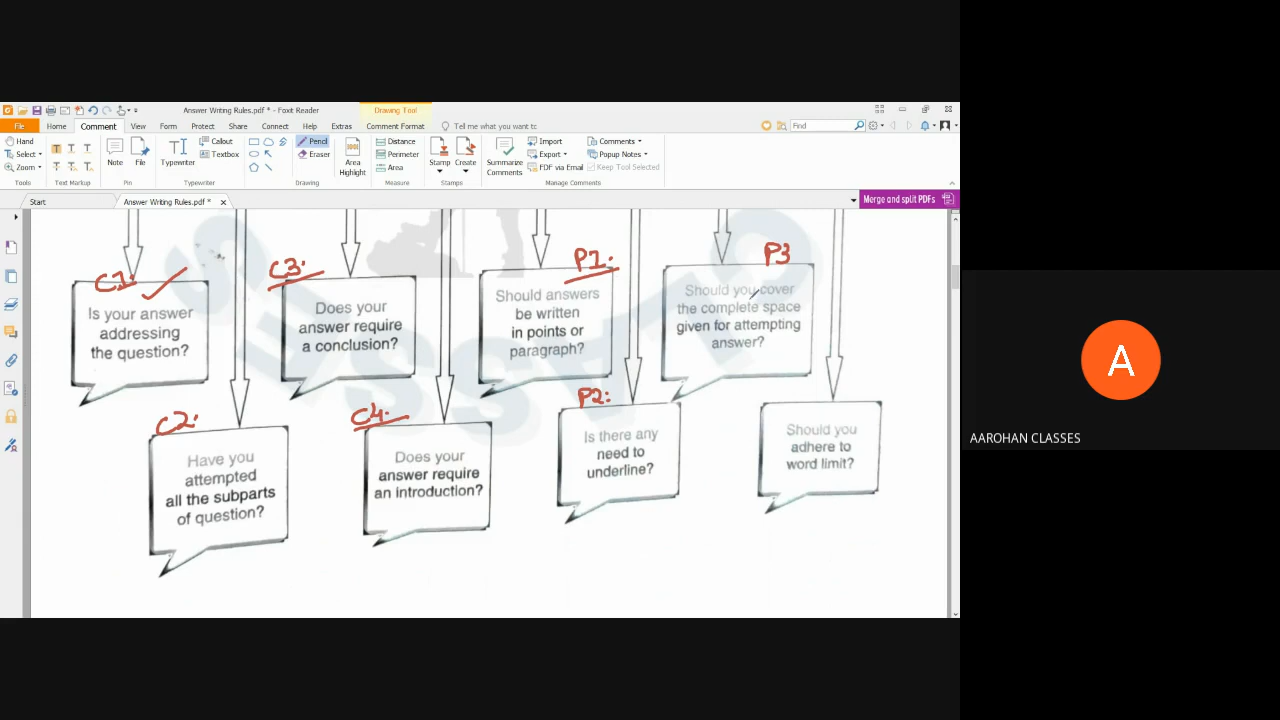 Answer Writing Rules.pdf * - Foxit Reader
Drawing Tool
File Home Comment View Form Protect Share Connect Help Extras Comment Format Tell me what you want tc
Find
Hand
Select
Zoom
Tools
Text Markup
Note
File
Pin
Typewriter
Callout
Textbox
Typewriter
Pencil
Eraser
Drawing
Area Highlight
Distance
Perimeter
Area
Measure
Stamp
Create
Stamps
Summarize Comments
Import
Export
FDF via Email
Comments
Popup Notes
Keep Tool Selected
Manage Comments
Start
Answer Writing Rules.pdf *
Merge and split PDFs
C1:
Is your answer
addressing
the question?
C2:
Have you
attempted
all the subparts
of question?
C3:
Does your
answer require
a conclusion?
C4:
Does your
answer require
an introduction?
P1:
Should answers
be written
in points or
paragraph?
P2:
Is there any
need to
underline?
P3
Should you cover
the complete space
given for attempting
answer?
Should you
adhere to
word limit?
A
AAROHAN CLASSES